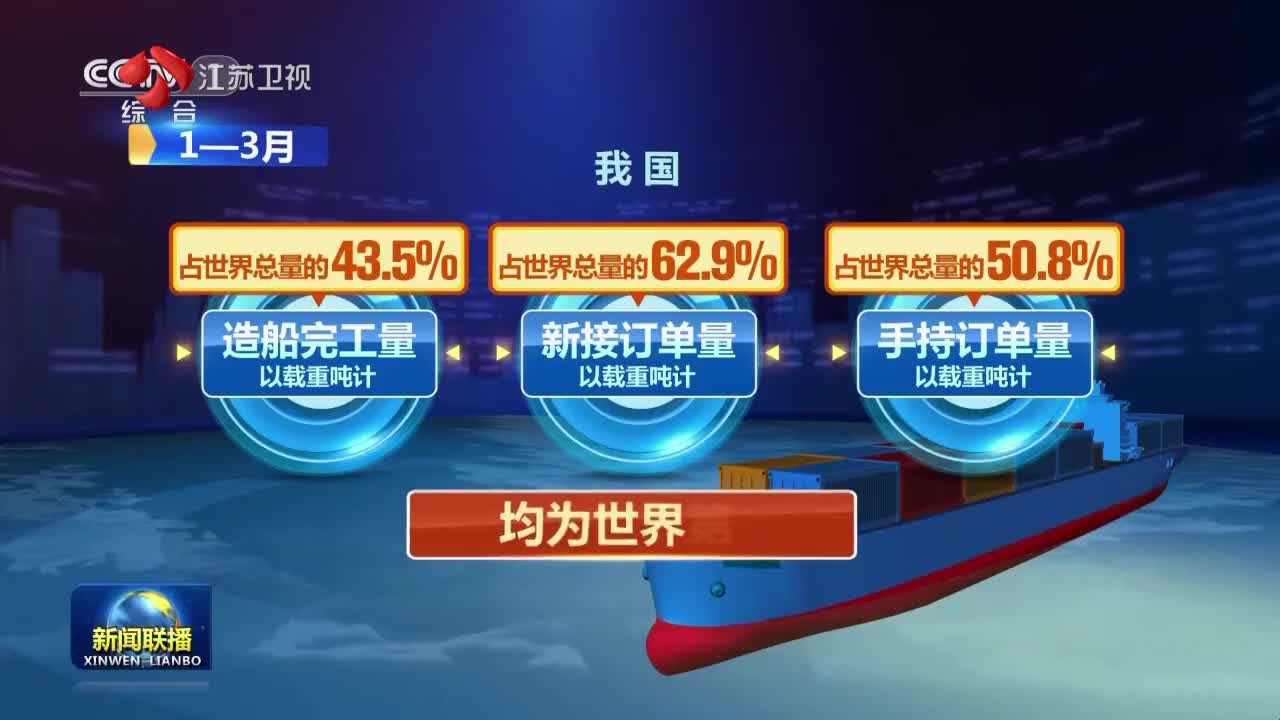 CCTV 江苏卫视
综合
1—3月
我国
占世界总量的43.5%
占世界总量的62.9%
占世界总量的50.8%
造船完工量
以载重吨计
新接订单量
以载重吨计
手持订单量
以载重吨计
均为世界
新闻联播
XINWEN LIANBO